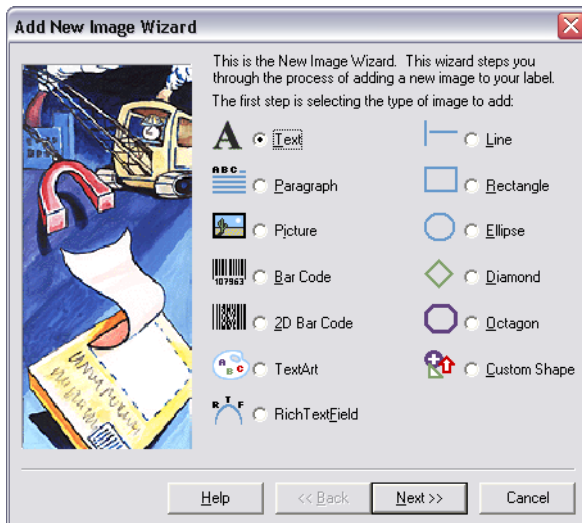 Add New Image Wizard
This is the New Image Wizard. This wizard steps you
through the process of adding a new image to your label.
The first step is selecting the type of image to add:
A Text
Line
ABC Paragraph
Rectangle
Picture
Ellipse
107963 Bar Code
Diamond
2D Bar Code
Octagon
A B C TextArt
Custom Shape
R T F RichTextField
Help
<< Back
Next >>
Cancel